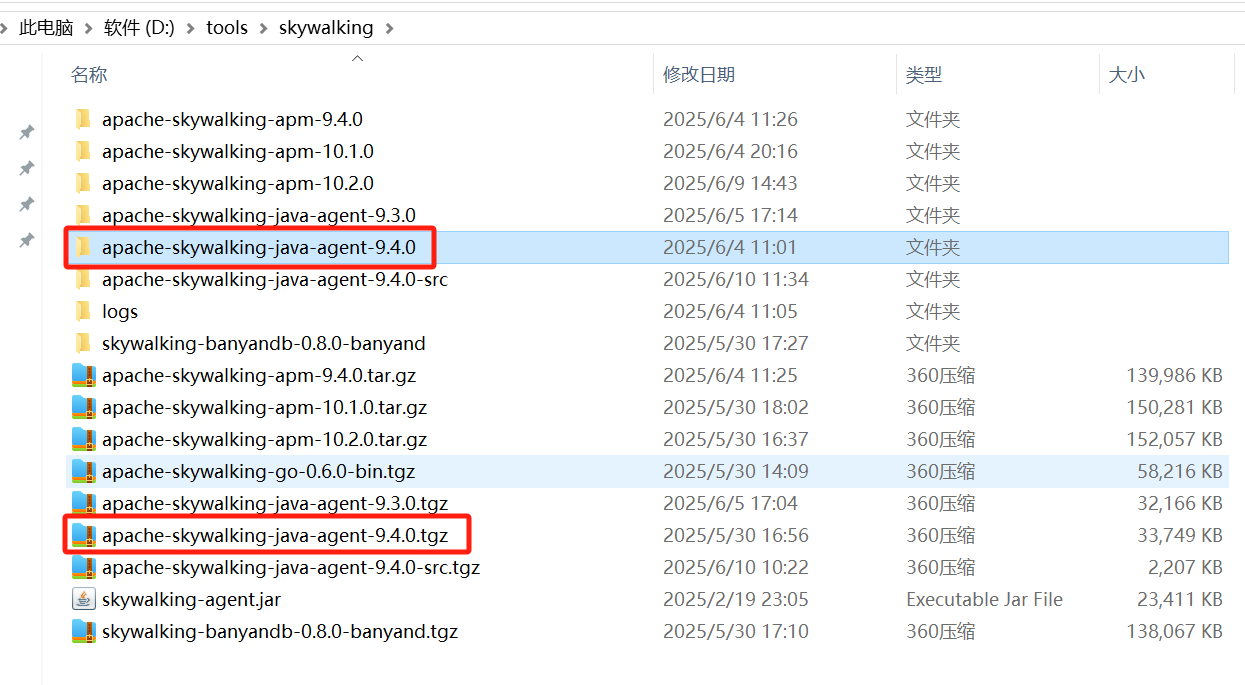 此电脑 > 软件 (D:) > tools > skywalking >
名称 修改日期 类型 大小
apache-skywalking-apm-9.4.0 2025/6/4 11:26 文件夹
apache-skywalking-apm-10.1.0 2025/6/4 20:16 文件夹
apache-skywalking-apm-10.2.0 2025/6/9 14:43 文件夹
apache-skywalking-java-agent-9.3.0 2025/6/5 17:14 文件夹
apache-skywalking-java-agent-9.4.0 2025/6/4 11:01 文件夹
apache-skywalking-java-agent-9.4.0-src 2025/6/10 11:34 文件夹
logs 2025/6/4 11:05 文件夹
skywalking-banyandb-0.8.0-banyand 2025/5/30 17:27 文件夹
apache-skywalking-apm-9.4.0.tar.gz 2025/6/4 11:25 360压缩 139,986 KB
apache-skywalking-apm-10.1.0.tar.gz 2025/5/30 18:02 360压缩 150,281 KB
apache-skywalking-apm-10.2.0.tar.gz 2025/5/30 16:37 360压缩 152,057 KB
apache-skywalking-go-0.6.0-bin.tgz 2025/5/30 14:09 360压缩 58,216 KB
apache-skywalking-java-agent-9.3.0.tgz 2025/6/5 17:04 360压缩 32,166 KB
apache-skywalking-java-agent-9.4.0.tgz 2025/5/30 16:56 360压缩 33,749 KB
apache-skywalking-java-agent-9.4.0-src.tgz 2025/6/10 10:22 360压缩 2,207 KB
skywalking-agent.jar 2025/2/19 23:05 Executable Jar File 23,411 KB
skywalking-banyandb-0.8.0-banyand.tgz 2025/5/30 17:10 360压缩 138,067 KB